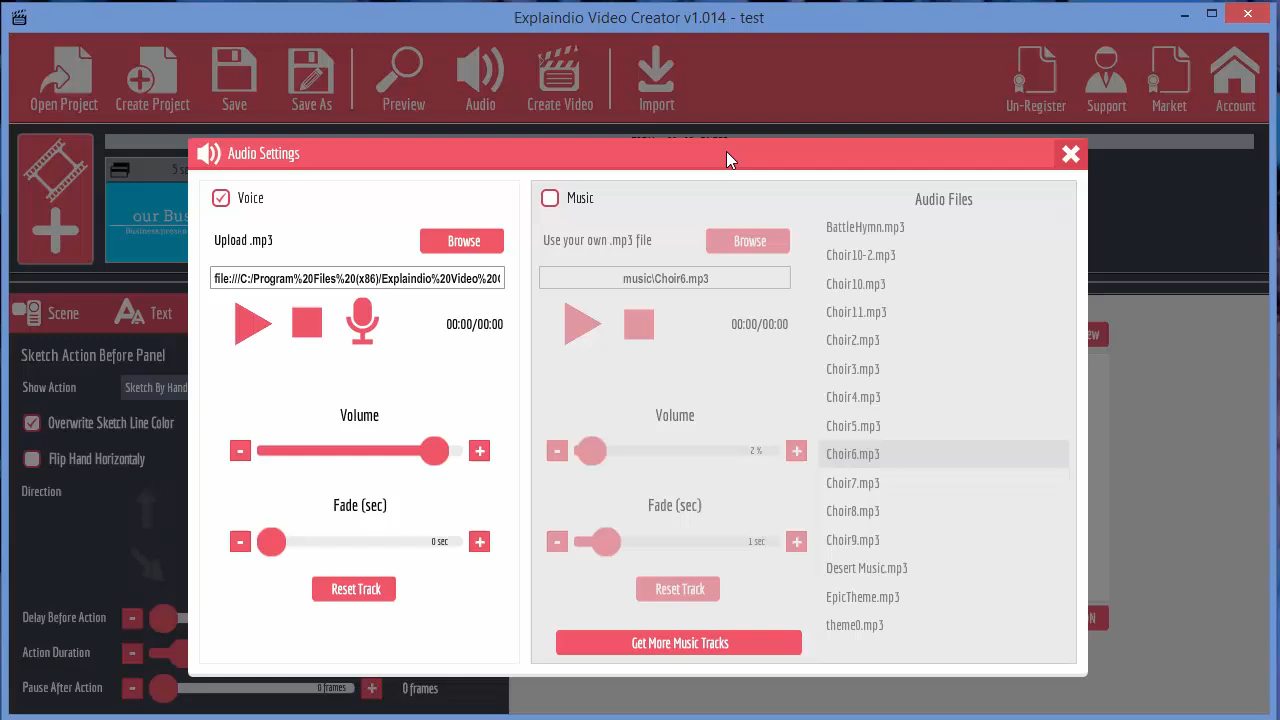 Explaindio Video Creator v1.014 - test
Open Project
Create Project
Save
Save As
Preview
Audio
Create Video
Import
Un-Register
Support
Market
Account
Audio Settings
5 se
our Bus
Voice
Upload .mp3
Browse
file:///C:/Program%20Files%20(x86)/Explaindio%20Video%20(
00:00/00:00
Volume
-
+
Fade (sec)
-
0 sec
+
Reset Track
Music
Use your own .mp3 file
Browse
music\Choir6.mp3
00:00/00:00
Volume
-
2 %
+
Fade (sec)
-
1 sec
+
Reset Track
Get More Music Tracks
Audio Files
BattleHymn.mp3
Choir10-2.mp3
Choir10.mp3
Choir11.mp3
Choir2.mp3
Choir3.mp3
Choir4.mp3
Choir5.mp3
Choir6.mp3
Choir7.mp3
Choir8.mp3
Choir9.mp3
Desert Music.mp3
EpicTheme.mp3
theme0.mp3
Scene
Text
Sketch Action Before Panel
Show Action
Sketch By Hand
Overwrite Sketch Line Color
Flip Hand Horizontaly
Direction
Delay Before Action
-
Action Duration
-
Pause After Action
-
0 frames
+
0 frames
ew
N